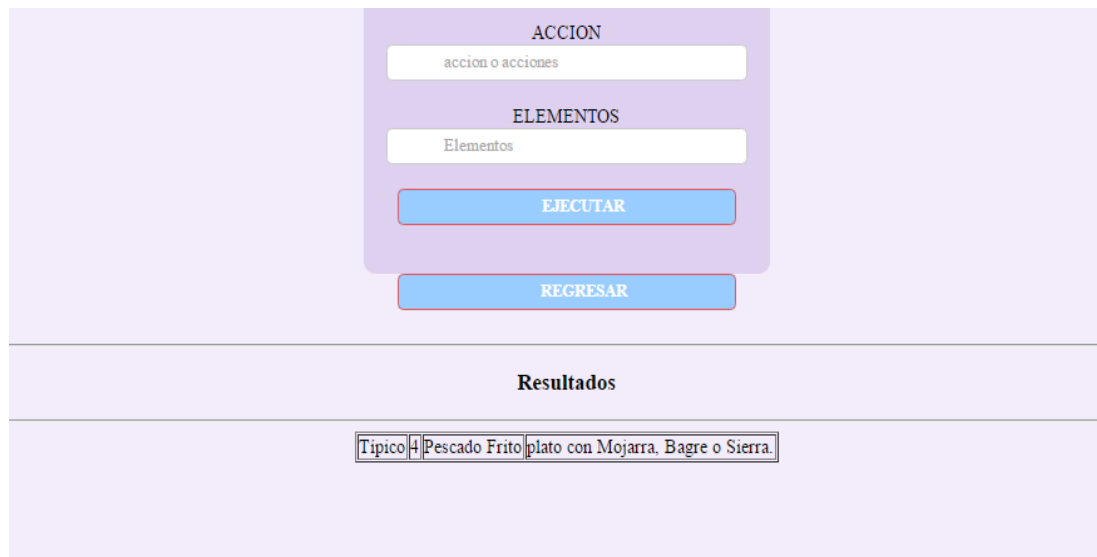 ACCION
accion o acciones
ELEMENTOS
Elementos
EJECUTAR
REGRESAR
Resultados
Típico 4 Pescado Frito plato con Mojarra, Bagre o Sierra.